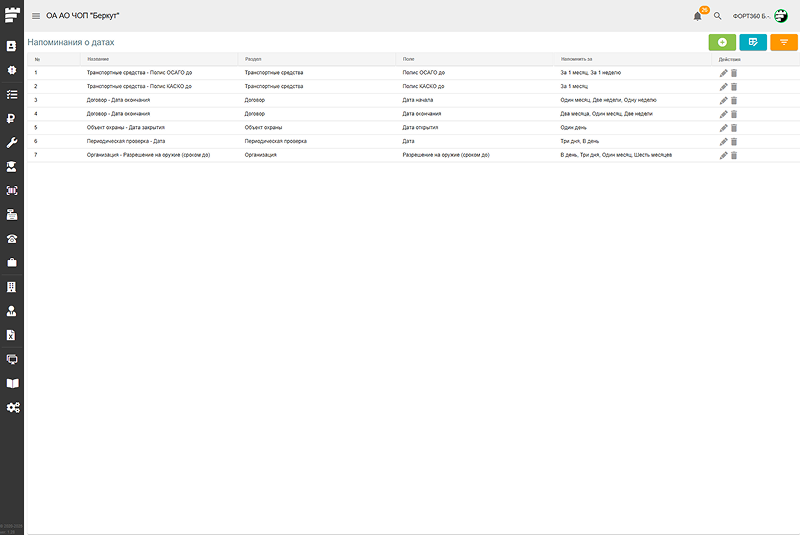 ОА АО ЧОП "Беркут"
26
ФОРТ360 Б.-.
Напоминания о датах
№ Название Раздел Поле Напомнить за Действия
1 Транспортные средства - Полис ОСАГО до Транспортные средства Полис ОСАГО до За 1 месяц, За 1 неделю
2 Транспортные средства - Полис КАСКО до Транспортные средства Полис КАСКО до За 1 месяц
3 Договор - Дата окончания Договор Дата начала Один месяц, Две недели, Одну неделю
4 Договор - Дата окончания Договор Дата окончания Два месяца, Один месяц, Две недели
5 Объект охраны - Дата закрытия Объект охраны Дата открытия Один день
6 Периодическая проверка - Дата Периодическая проверка Дата Три дня, В день
7 Организация - Разрешение на оружие (сроком до) Организация Разрешение на оружие (сроком до) В день, Три дня, Один месяц, Шесть месяцев